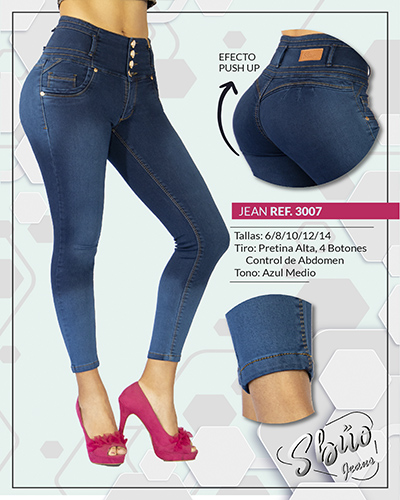 EFECTO
PUSH UP
JEAN REF. 3007
Tallas: 6/8/10/12/14
Tiro: Pretina Alta, 4 Botones
Control de Abdomen
Tono: Azul Medio
Sbüo
Jeans